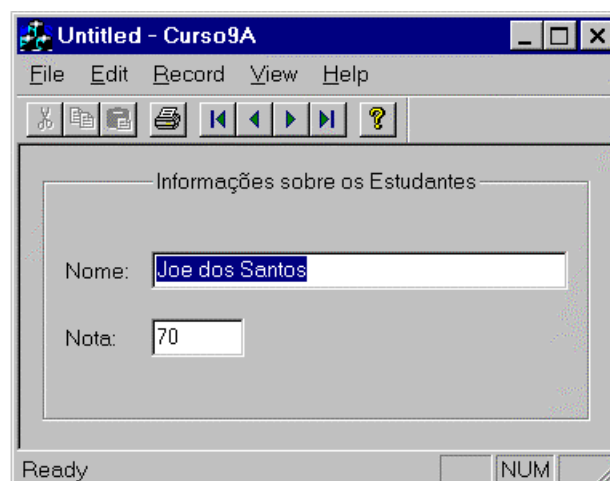 Untitled - Curso9A
File Edit Record View Help
Informações sobre os Estudantes
Nome: Joe dos Santos
Nota: 70
Ready NUM